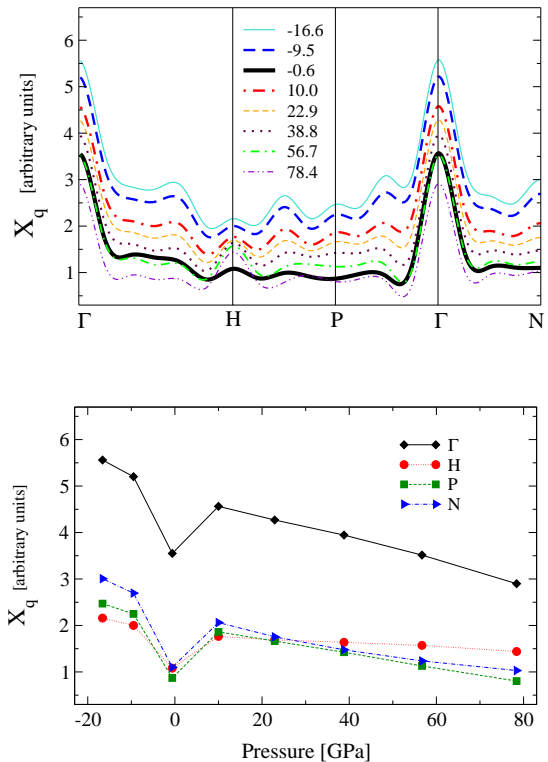 6
5
4
3
2
1
X_q [arbitrary units]
-16.6
-9.5
-0.6
10.0
22.9
38.8
56.7
78.4
Γ H P Γ N
6
5
4
3
2
1
X_q [arbitrary units]
Γ
H
P
N
-20 0 20 40 60 80
Pressure [GPa]